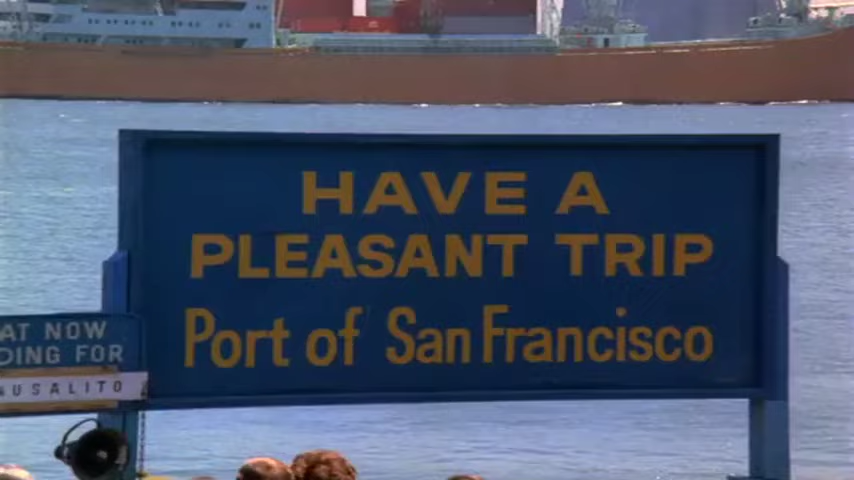 HAVE A
PLEASANT TRIP
Port of San Francisco
AT NOW
DING FOR
USALITO